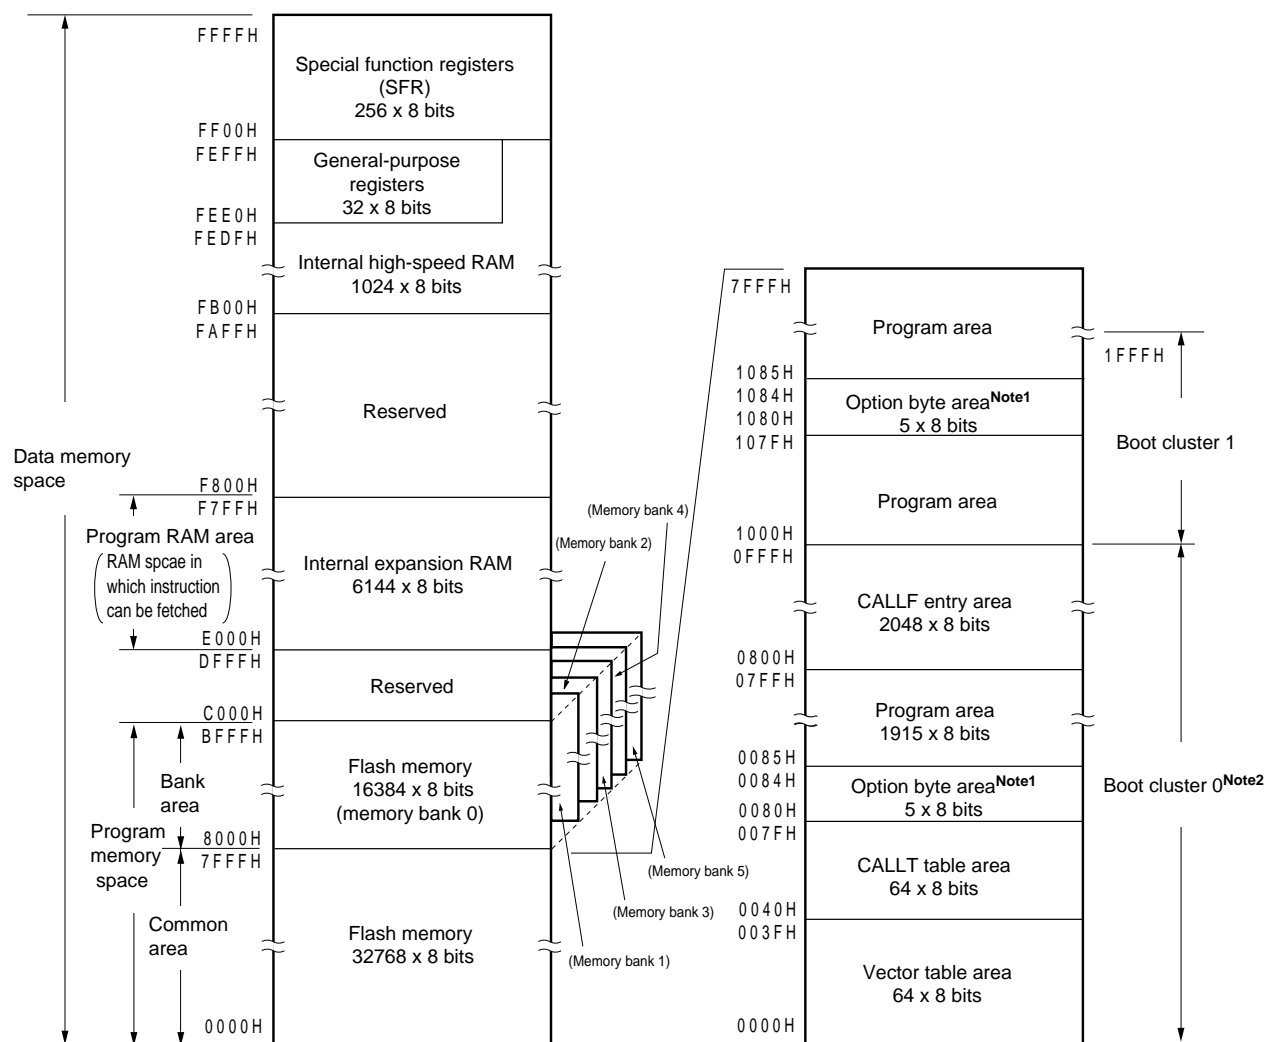 FFFFH
Special function registers
(SFR)
256 x 8 bits
FF00H
FEFFH
General-purpose
registers
32 x 8 bits
FEE0H
FEDFH
Internal high-speed RAM
1024 x 8 bits
FB00H
FAFFH
Reserved
Data memory
space
F800H
F7FFH
Program RAM area
RAM spcae in
which instruction
can be fetched
Internal expansion RAM
6144 x 8 bits
E000H
DFFFH
Reserved
C000H
BFFFH
Bank
area
Flash memory
16384 x 8 bits
(memory bank 0)
Program
memory
space
8000H
7FFFH
Common
area
Flash memory
32768 x 8 bits
0000H
(Memory bank 4)
(Memory bank 2)
(Memory bank 5)
(Memory bank 3)
(Memory bank 1)
7FFFH
Program area
1FFFH
1085H
1084H
Option byte areaNote1
5 x 8 bits
1080H
107FH
Boot cluster 1
Program area
1000H
0FFFH
CALLF entry area
2048 x 8 bits
0800H
07FFH
Program area
1915 x 8 bits
0085H
0084H
Option byte areaNote1
5 x 8 bits
Boot cluster 0Note2
0080H
007FH
CALLT table area
64 x 8 bits
0040H
003FH
Vector table area
64 x 8 bits
0000H